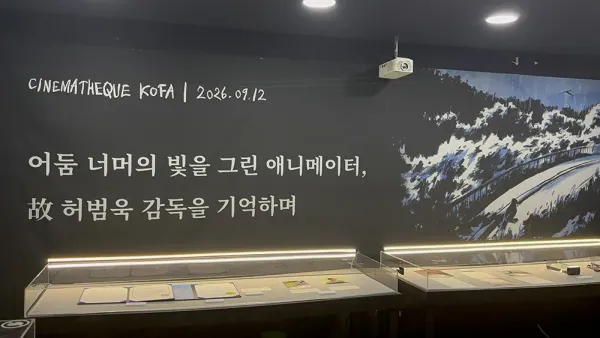 CINEMATHEQUE KOFA | 2026.09.12
어둠 너머의 빛을 그린 애니메이터,
故 허범욱 감독을 기억하며